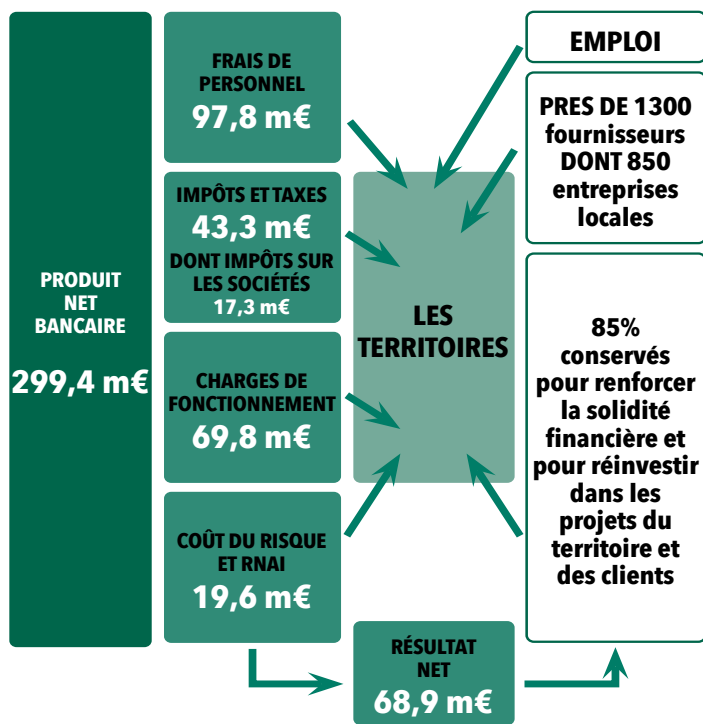 PRODUIT
NET
BANCAIRE
299,4 m€
FRAIS DE
PERSONNEL
97,8 m€
IMPÔTS ET TAXES
43,3 m€
DONT IMPÔTS SUR
LES SOCIÉTÉS
17,3 m€
CHARGES DE
FONCTIONNEMENT
69,8 m€
COÛT DU RISQUE
ET RNAI
19,6 m€
LES
TERRITOIRES
RÉSULTAT
NET
68,9 m€
EMPLOI
PRES DE 1300
fournisseurs
DONT 850
entreprises
locales
85%
conservés
pour renforcer
la solidité
financière et
pour réinvestir
dans les
projets du
territoire et
des clients